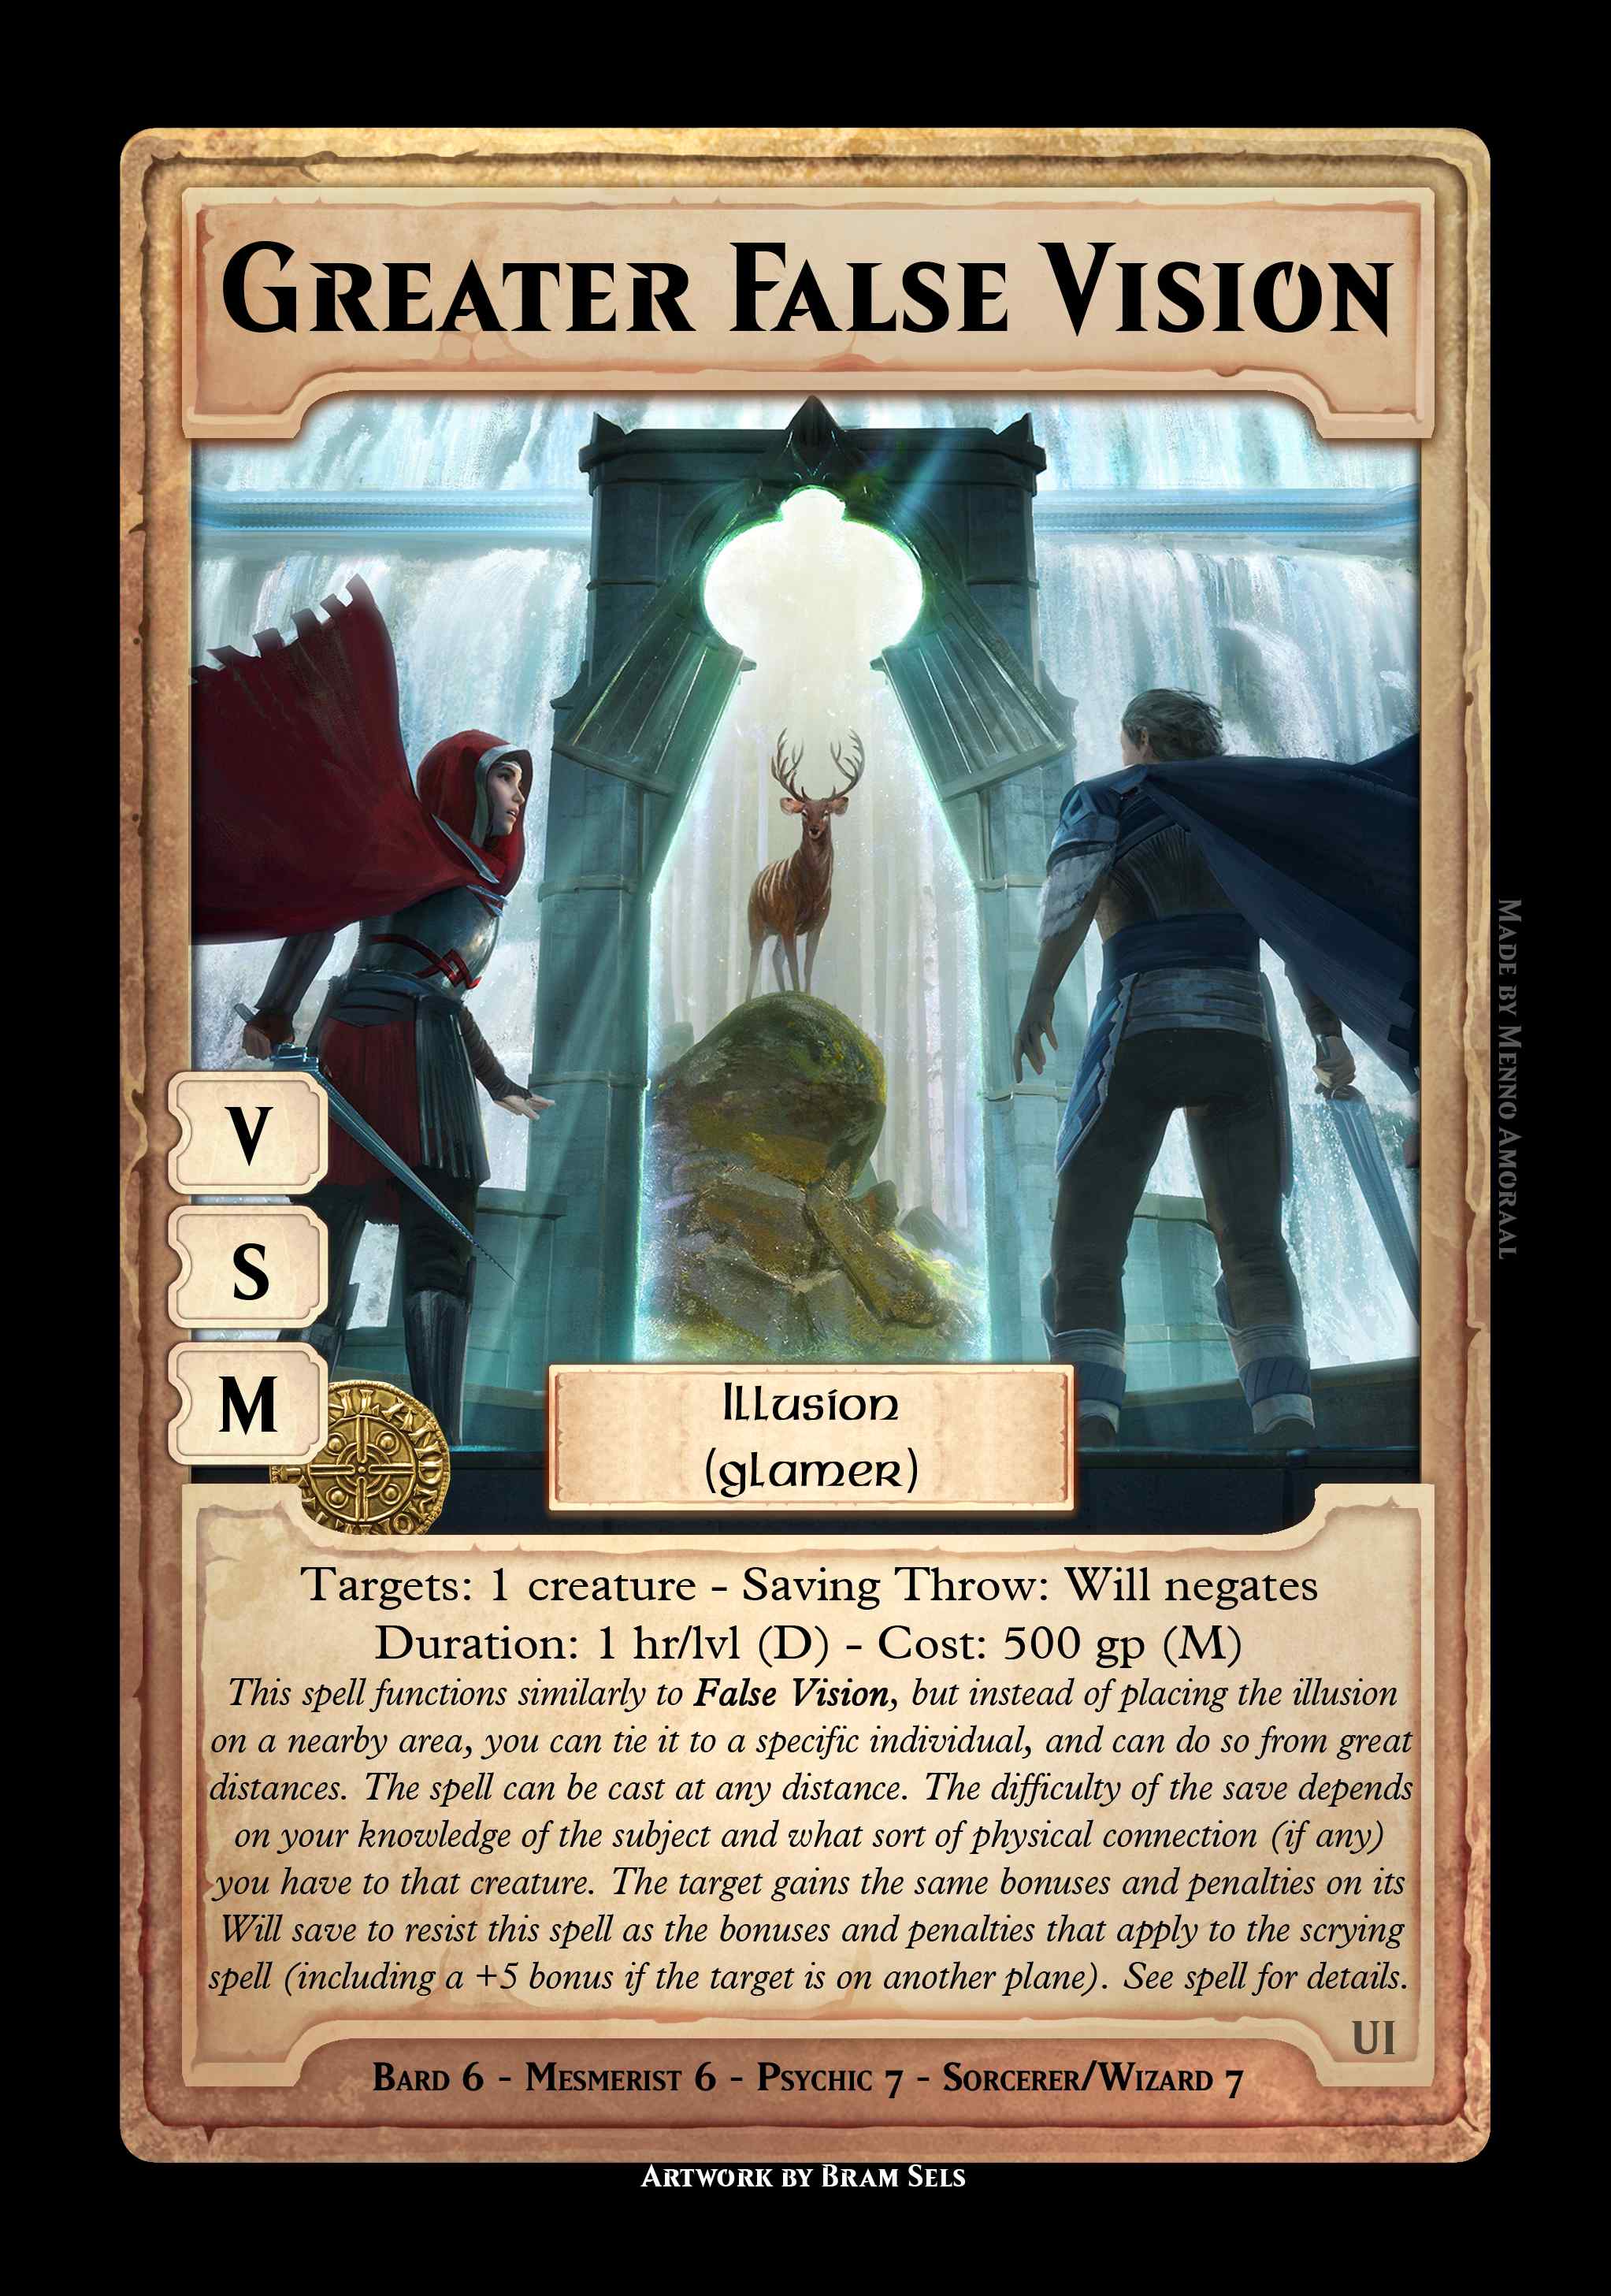 Greater False Vision
V
S
M
Illusion
(glamer)
Targets: 1 creature - Saving Throw: Will negates
Duration: 1 hr/lvl (D) - Cost: 500 gp (M)
This spell functions similarly to False Vision, but instead of placing the illusion
on a nearby area, you can tie it to a specific individual, and can do so from great
distances. The spell can be cast at any distance. The difficulty of the save depends
on your knowledge of the subject and what sort of physical connection (if any)
you have to that creature. The target gains the same bonuses and penalties on its
Will save to resist this spell as the bonuses and penalties that apply to the scrying
spell (including a +5 bonus if the target is on another plane). See spell for details.
UI
Bard 6 - Mesmerist 6 - Psychic 7 - Sorcerer/Wizard 7
Artwork by Bram Sels
Made by Menno Amoraal